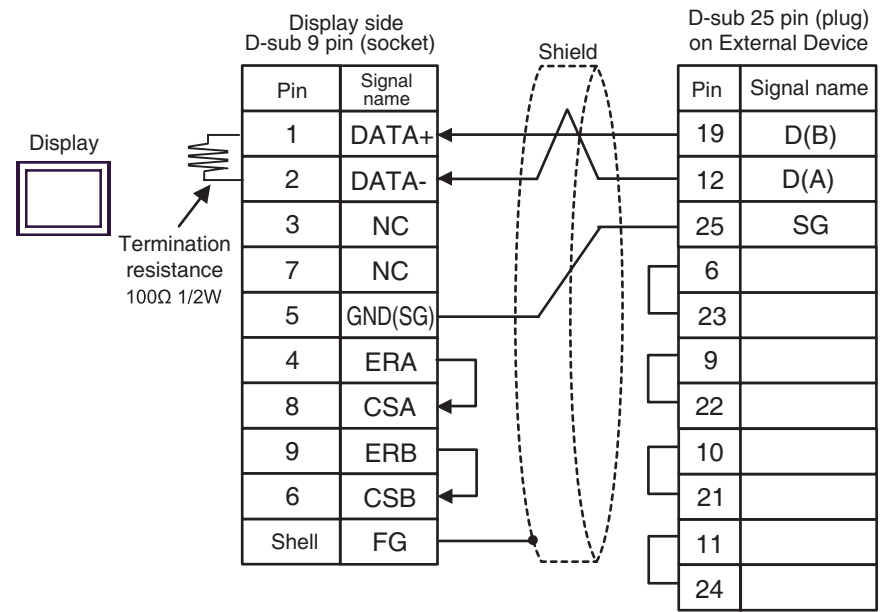 Display side
D-sub 9 pin (socket)
D-sub 25 pin (plug)
on External Device
Shield
Display
Termination
resistance
100Ω 1/2W
Pin Signal name
1 DATA+
2 DATA-
3 NC
7 NC
5 GND(SG)
4 ERA
8 CSA
9 ERB
6 CSB
Shell FG
Pin Signal name
19 D(B)
12 D(A)
25 SG
6
23
9
22
10
21
11
24